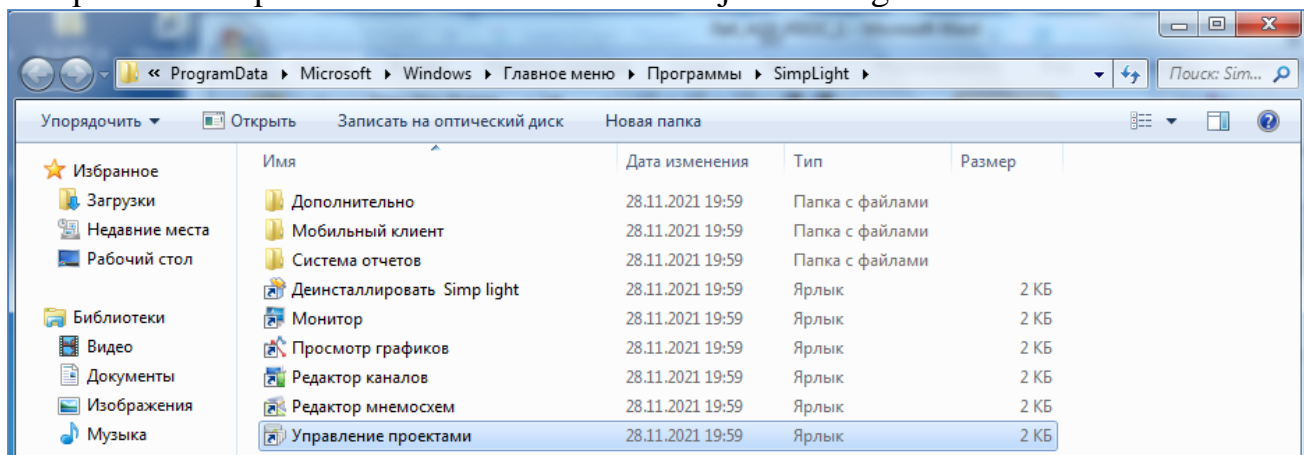 « ProgramData ▸ Microsoft ▸ Windows ▸ Главное меню ▸ Программы ▸ SimpLight ▸
Поиск: Sim...
Упорядочить ▼ Открыть Записать на оптический диск Новая папка
Избранное
Загрузки
Недавние места
Рабочий стол
Библиотеки
Видео
Документы
Изображения
Музыка
Имя Дата изменения Тип Размер
Дополнительно 28.11.2021 19:59 Папка с файлами
Мобильный клиент 28.11.2021 19:59 Папка с файлами
Система отчетов 28.11.2021 19:59 Папка с файлами
Деинсталлировать Simp light 28.11.2021 19:59 Ярлык 2 КБ
Монитор 28.11.2021 19:59 Ярлык 2 КБ
Просмотр графиков 28.11.2021 19:59 Ярлык 2 КБ
Редактор каналов 28.11.2021 19:59 Ярлык 2 КБ
Редактор мнемосхем 28.11.2021 19:59 Ярлык 2 КБ
Управление проектами 28.11.2021 19:59 Ярлык 2 КБ